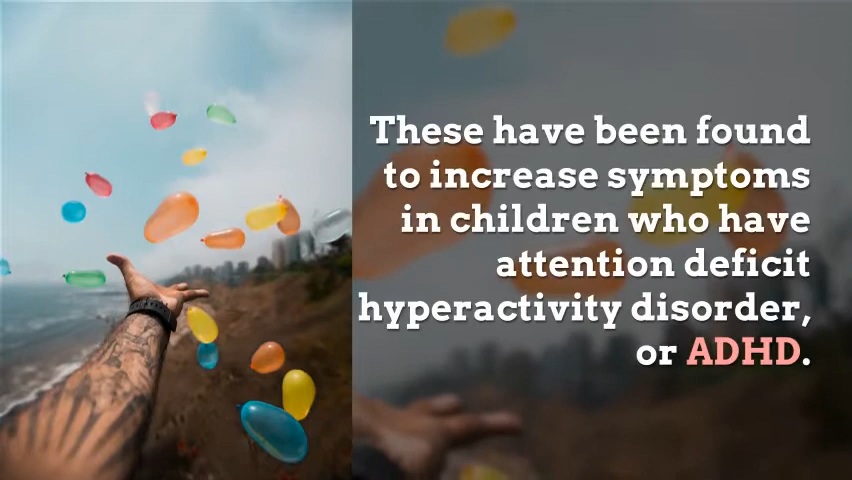 These have been found
to increase symptoms
in children who have
attention deficit
hyperactivity disorder,
or ADHD.